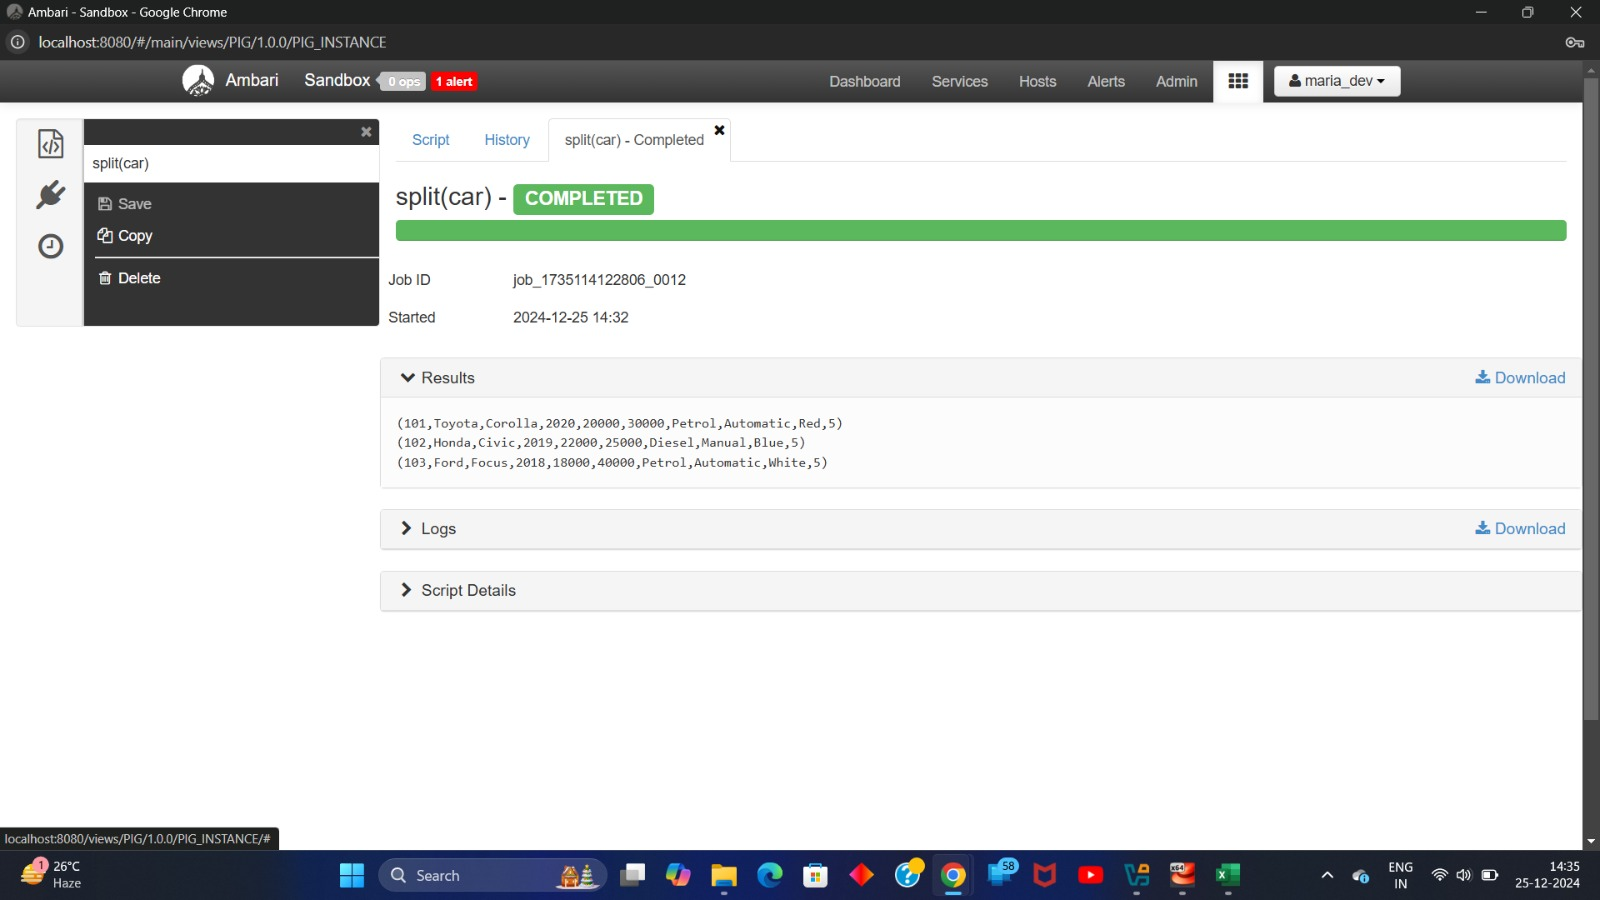 Ambari - Sandbox - Google Chrome
localhost:8080/#/main/views/PIG/1.0.0/PIG_INSTANCE
Ambari Sandbox 0 ops 1 alert Dashboard Services Hosts Alerts Admin maria_dev
split(car)
Save
Copy
Delete
Script History split(car) - Completed
split(car) - COMPLETED
Job ID job_1735114122806_0012
Started 2024-12-25 14:32
Results Download
(101,Toyota,Corolla,2020,20000,30000,Petrol,Automatic,Red,5)
(102,Honda,Civic,2019,22000,25000,Diesel,Manual,Blue,5)
(103,Ford,Focus,2018,18000,40000,Petrol,Automatic,White,5)
Logs Download
Script Details
localhost:8080/views/PIG/1.0.0/PIG_INSTANCE/#
1 26°C
Haze
Search
58
X64
ENG
IN
14:35
25-12-2024